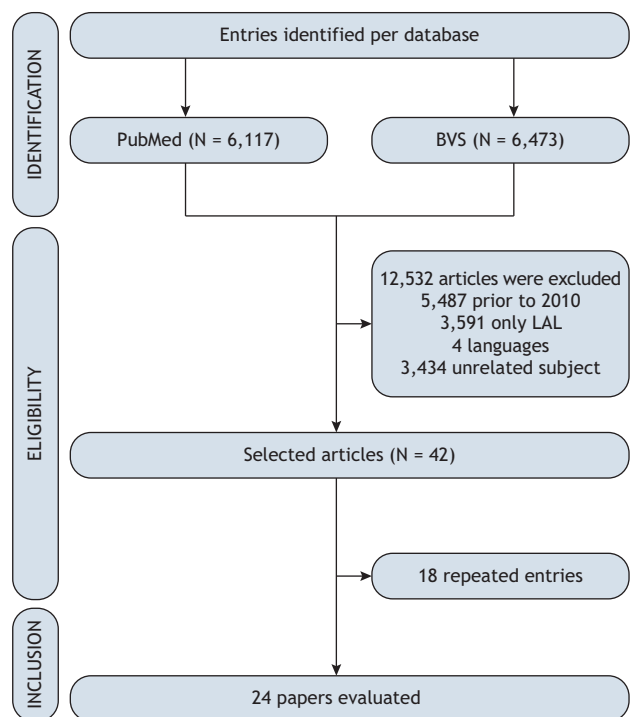 IDENTIFICATION
Entries identified per database
PubMed (N = 6,117)
BVS (N = 6,473)
ELIGIBILITY
12,532 articles were excluded
5,487 prior to 2010
3,591 only LAL
4 languages
3,434 unrelated subject
Selected articles (N = 42)
18 repeated entries
INCLUSION
24 papers evaluated